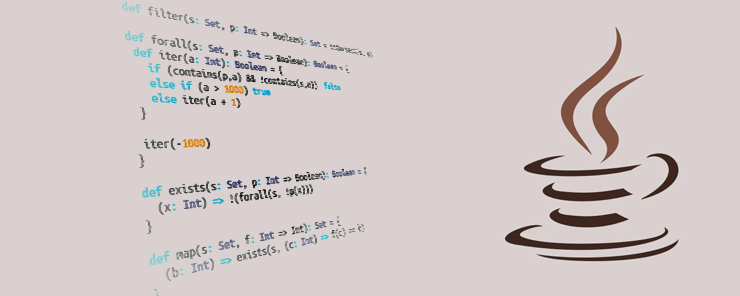 def filter(s: Set, p: Int => Boolean): Set =
def forall(s: Set, p: Int => Boolean): Boolean = {
def iter(a: Int): Boolean = {
if (contains(p,a) && !contains(s,a)) false
else if (a > 1000) true
else iter(a + 1)
}
iter(-1000)
}
def exists(s: Set, p: Int => Boolean): Boolean = {
(x: Int) => !(forall(s, !p(x)))
}
def map(s: Set, f: Int => Int): Set = {
(b: Int) => exists(s, (c: Int) =>
}